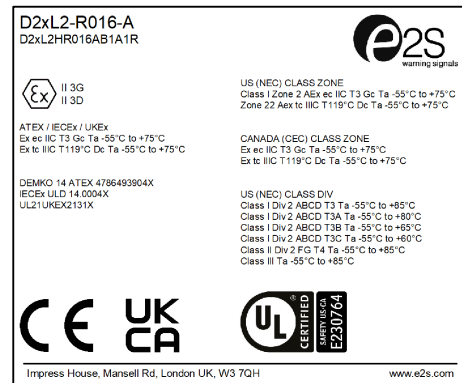 D2xL2-R016-A
D2xL2HR016AB1A1R
e2S
warning signals
Ex
II 3G
II 3D
ATEX / IECEx / UKEx
Ex ec IIC T3 Gc Ta -55°C to +75°C
Ex tc IIIC T119°C Dc Ta -55°C to +75°C
DEMKO 14 ATEX 4786493904X
IECEx ULD 14.0004X
UL21UKEX2131X
US (NEC) CLASS ZONE
Class I Zone 2 AEx ec IIC T3 Gc Ta -55°C to +75°C
Zone 22 Aex tc IIIC T119°C Dc Ta -55°C to +75°C
CANADA (CEC) CLASS ZONE
Ex ec IIC T3 Gc Ta -55°C to +75°C
Ex tc IIIC T119°C Dc Ta -55°C to +75°C
US (NEC) CLASS DIV
Class I Div 2 ABCD T3 Ta -55°C to +85°C
Class I Div 2 ABCD T3A Ta -55°C to +80°C
Class I Div 2 ABCD T3B Ta -55°C to +65°C
Class I Div 2 ABCD T3C Ta -55°C to +60°C
Class II Div 2 FG T4 Ta -55°C to +85°C
Class III Ta -55°C to +85°C
CE
UK
CA
UL
CERTIFIED
SAFETY US-CA
E230764
Impress House, Mansell Rd, London UK, W3 7QH
www.e2s.com